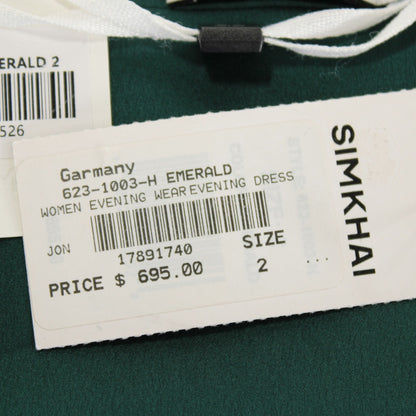 ERALD 2
526
Garmany
623-1003-H EMERALD
WOMEN EVENING WEAR EVENING DRESS
JON
17891740
SIZE
PRICE $ 695.00
2
SIMKHAI